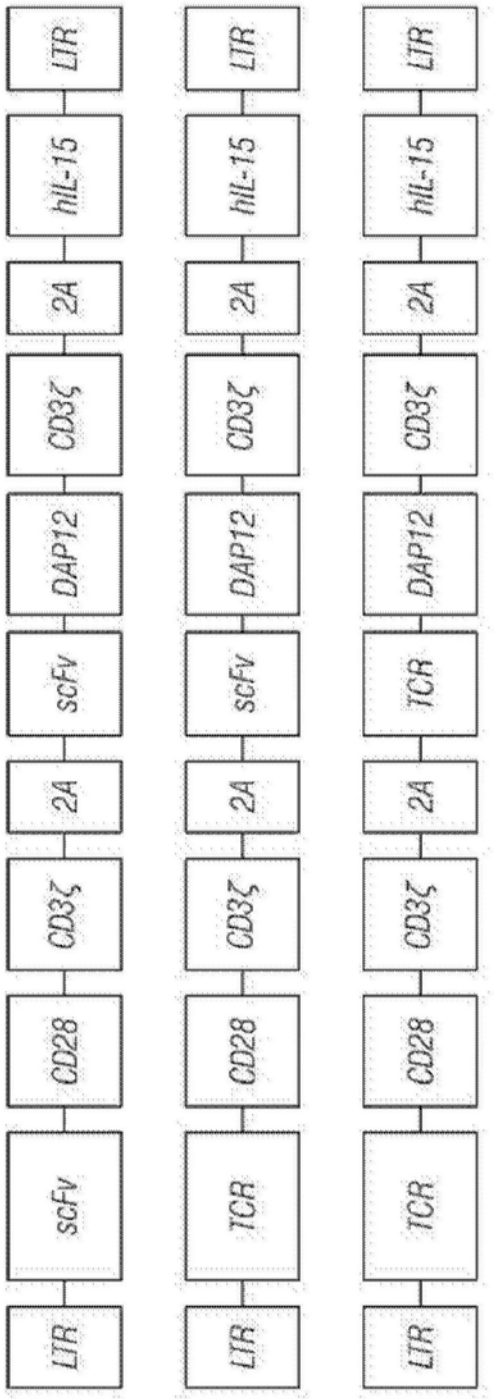 LTR scFv CD28 CD3ζ 2A scFv DAP12 CD3ζ 2A hIL-15 LTR
LTR TCR CD28 CD3ζ 2A scFv DAP12 CD3ζ 2A hIL-15 LTR
LTR TCR CD28 CD3ζ 2A TCR DAP12 CD3ζ 2A hIL-15 LTR